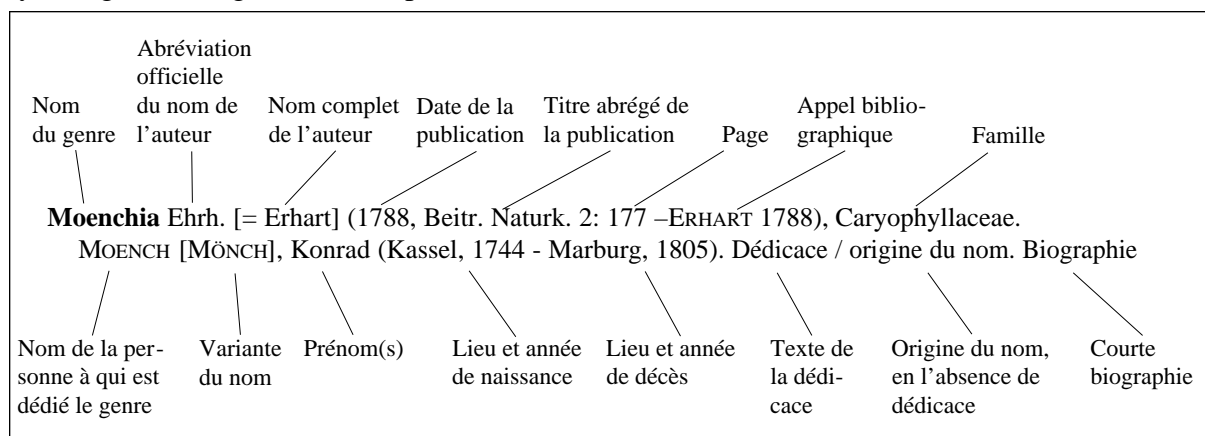 Nom
du genre
Abréviation
officielle
du nom de
l'auteur
Nom complet
de l'auteur
Date de la
publication
Titre abrégé de
la publication
Page
Appel biblio-
graphique
Famille
Moenchia Ehrh. [= Erhart] (1788, Beitr. Naturk. 2: 177 –ERHART 1788), Caryophyllaceae.
MOENCH [MÖNCH], Konrad (Kassel, 1744 - Marburg, 1805). Dédicace / origine du nom. Biographie
Nom de la per-
sonne à qui est
dédié le genre
Variante
du nom
Prénom(s)
Lieu et année
de naissance
Lieu et année
de décès
Texte de
la dédi-
cace
Origine du nom,
en l'absence de
dédicace
Courte
biographie